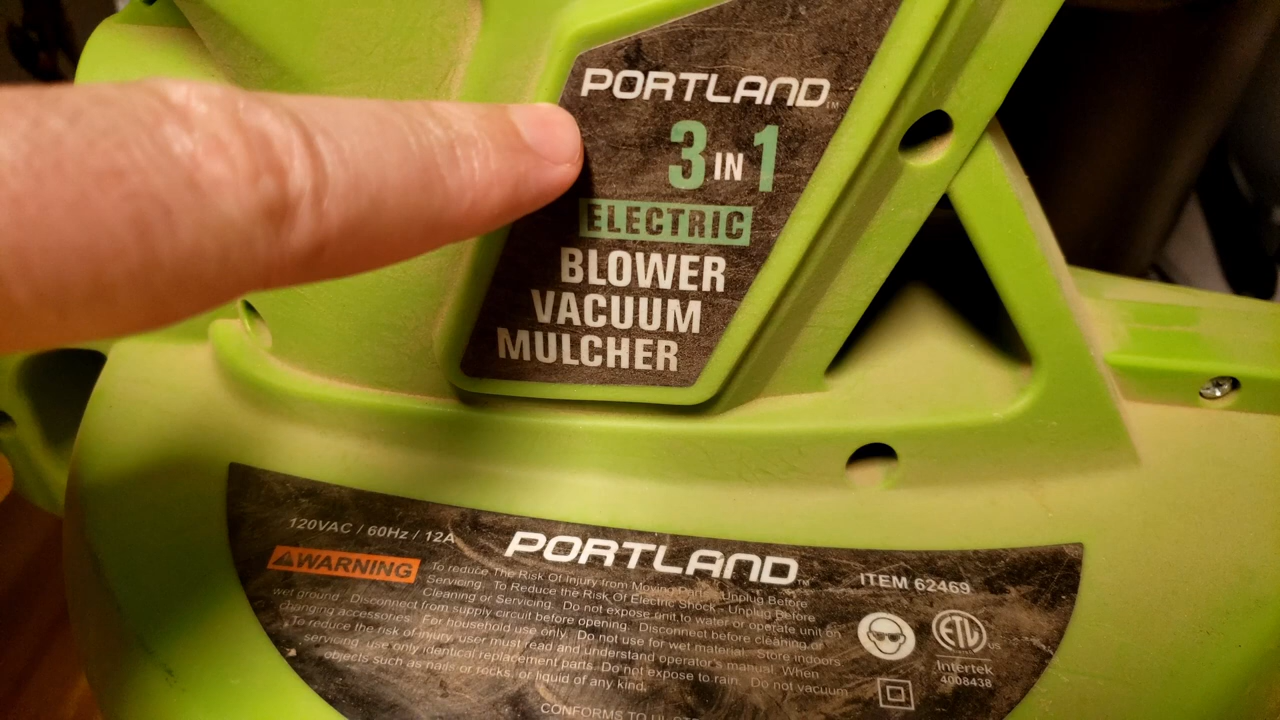 PORTLAND™
3 IN 1
ELECTRIC
BLOWER
VACUUM
MULCHER
120VAC / 60Hz / 12A
PORTLAND™
ITEM 62469
⚠WARNING
To reduce The Risk Of Injury from Moving Parts - Unplug Before
Servicing. To Reduce the Risk Of Electric Shock - Unplug Before
Cleaning or Servicing. Do not expose unit to water or operate unit on
wet ground. Disconnect from supply circuit before opening. Disconnect before cleaning or
changing accessories. For household use only. Do not use for wet material. Store indoors.
To reduce the risk of injury, user must read and understand operator's manual. When
servicing, use only identical replacement parts. Do not expose to rain. Do not vacuum
objects such as nails or rocks, or liquid of any kind.
ETL
US
Intertek
4008438
CONFORMS TO UL